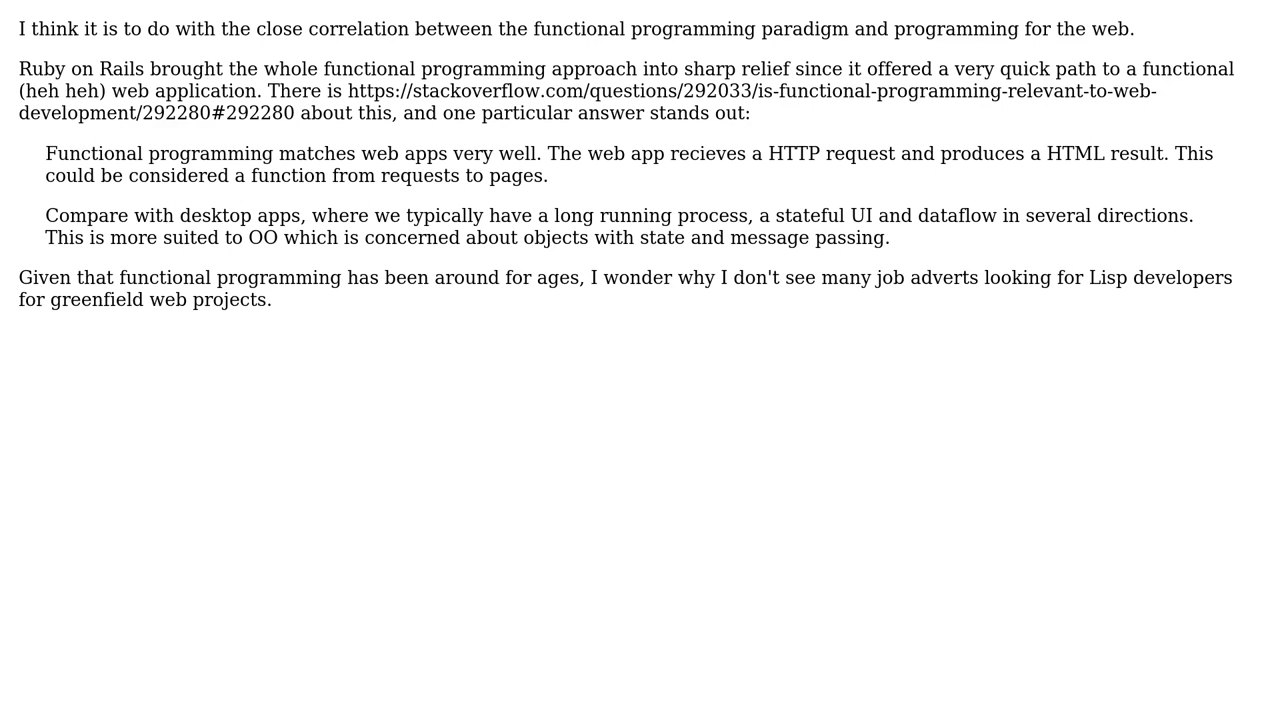 I think it is to do with the close correlation between the functional programming paradigm and programming for the web.
Ruby on Rails brought the whole functional programming approach into sharp relief since it offered a very quick path to a functional
(heh heh) web application. There is https://stackoverflow.com/questions/292033/is-functional-programming-relevant-to-web-
development/292280#292280 about this, and one particular answer stands out:
Functional programming matches web apps very well. The web app recieves a HTTP request and produces a HTML result. This
could be considered a function from requests to pages.
Compare with desktop apps, where we typically have a long running process, a stateful UI and dataflow in several directions.
This is more suited to OO which is concerned about objects with state and message passing.
Given that functional programming has been around for ages, I wonder why I don't see many job adverts looking for Lisp developers
for greenfield web projects.